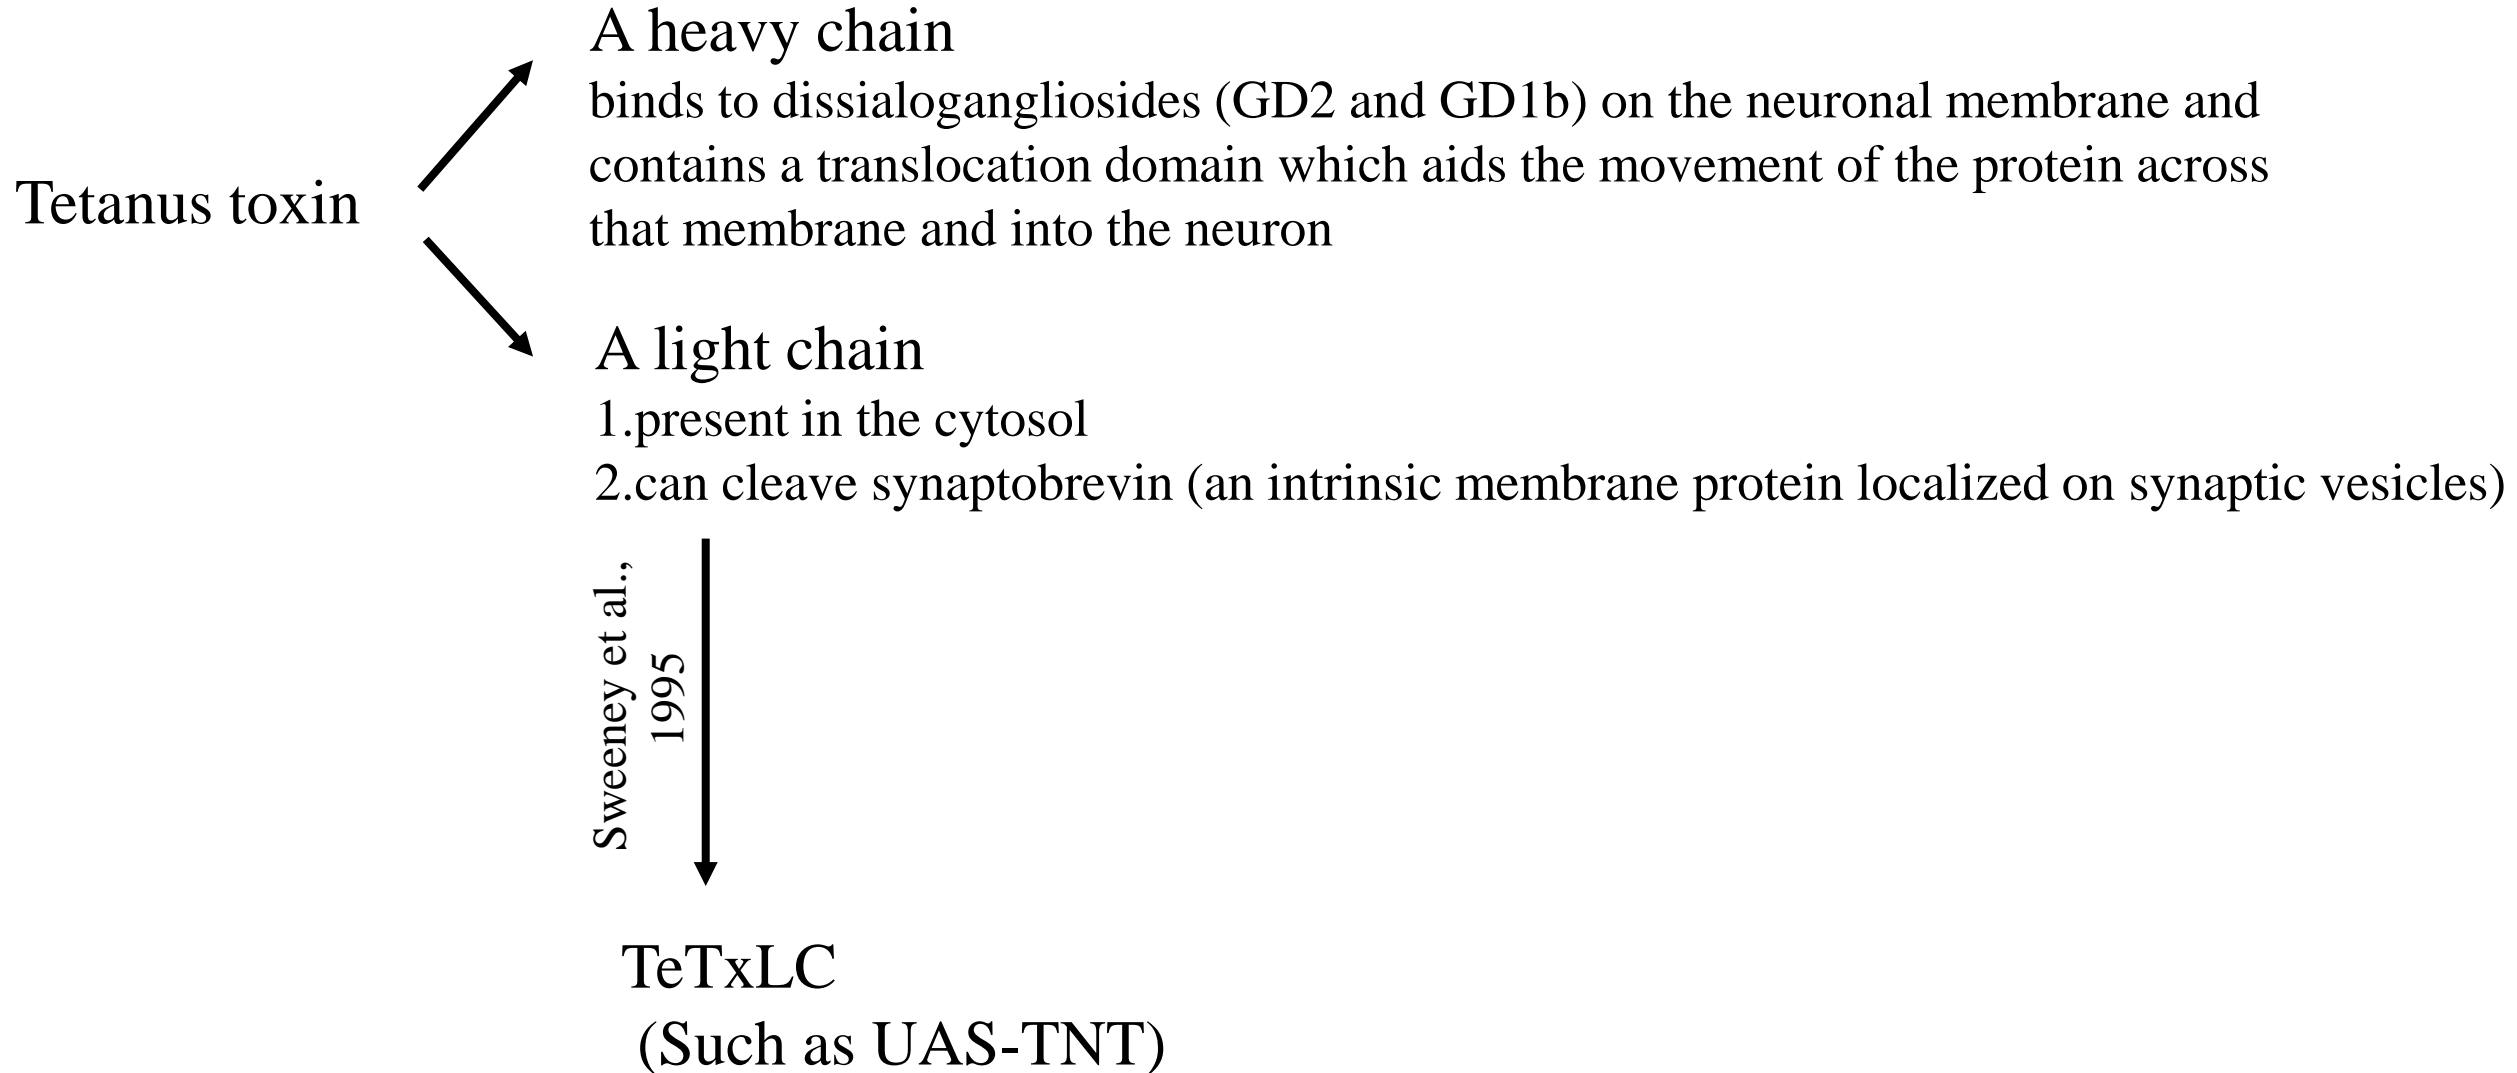 Tetanus toxin
A heavy chain
binds to dissialogangliosides (GD2 and GD1b) on the neuronal membrane and
contains a translocation domain which aids the movement of the protein across
that membrane and into the neuron
A light chain
1.present in the cytosol
2.can cleave synaptobrevin (an intrinsic membrane protein localized on synaptic vesicles)
Sweeney et al.,
1995
TeTxLC
(Such as UAS-TNT)